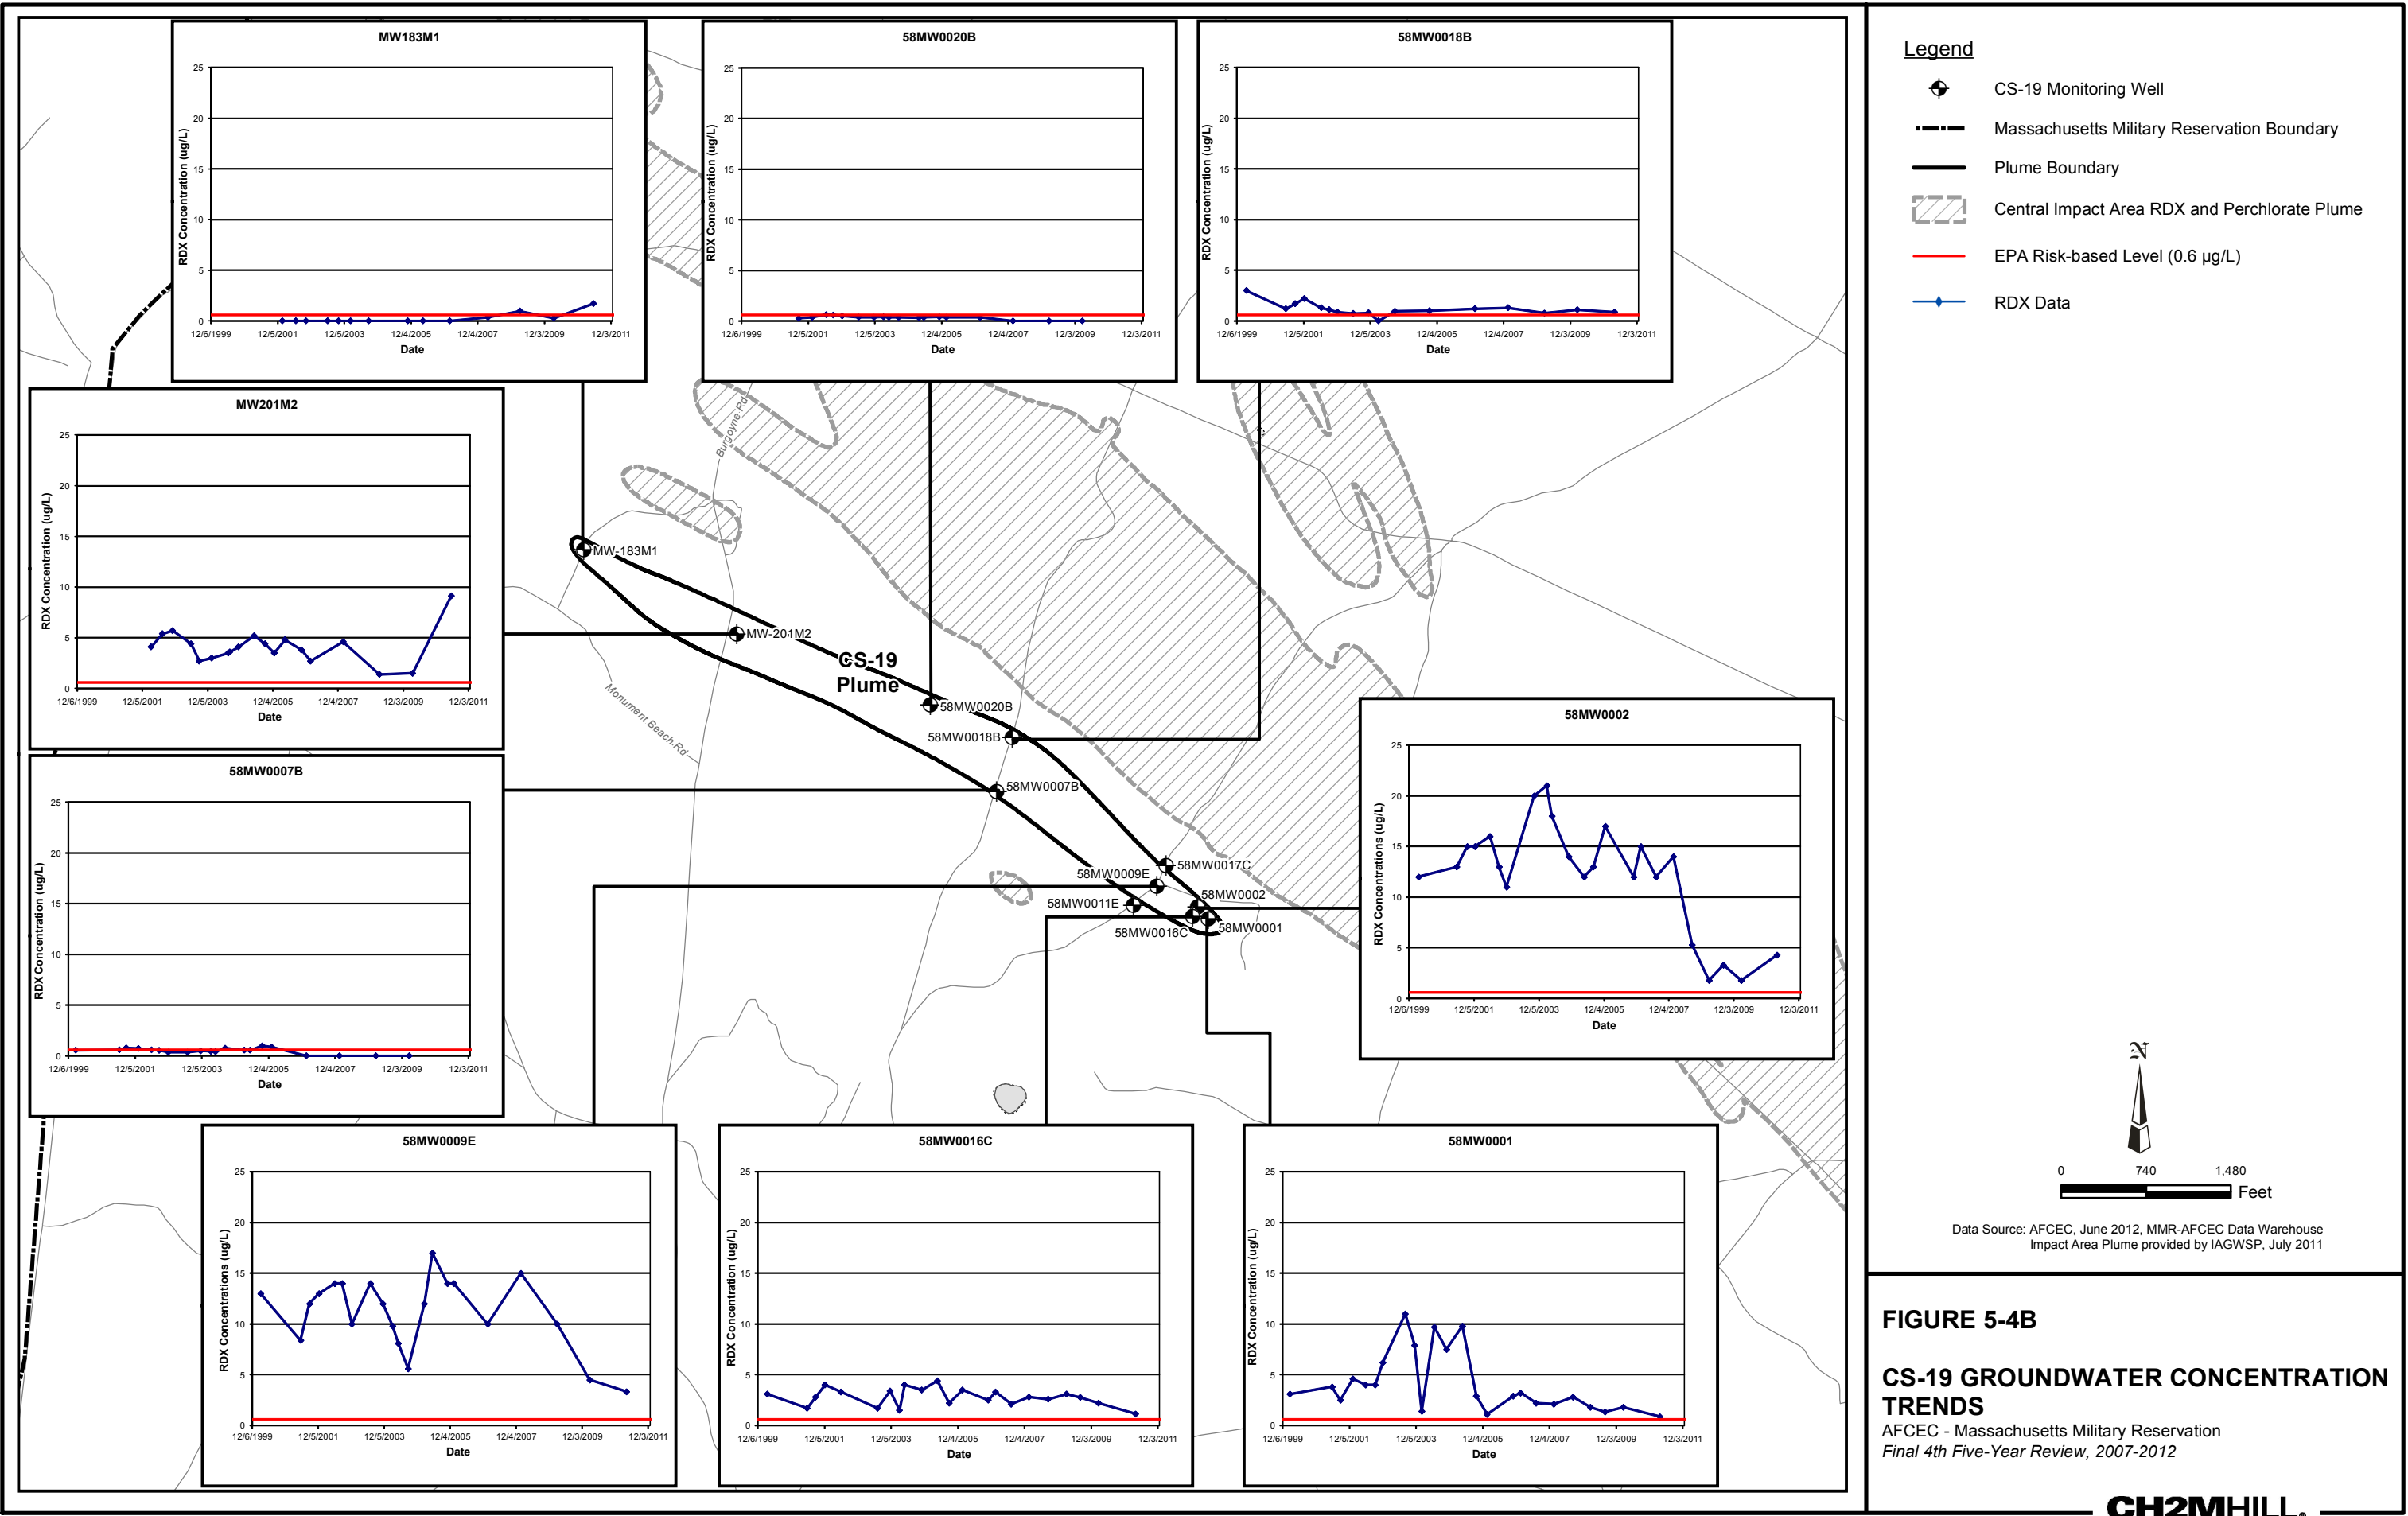 MW183M1
25
20
15
10
5
0
RDX Concentration (ug/L)
12/6/1999 12/5/2001 12/5/2003 12/4/2005 12/4/2007 12/3/2009 12/3/2011
Date
58MW0020B
25
20
15
10
5
0
RDX Concentration (ug/L)
12/6/1999 12/5/2001 12/5/2003 12/4/2005 12/4/2007 12/3/2009 12/3/2011
Date
58MW0018B
25
20
15
10
5
0
RDX Concentration (ug/L)
12/6/1999 12/5/2001 12/5/2003 12/4/2005 12/4/2007 12/3/2009 12/3/2011
Date
MW201M2
25
20
15
10
5
0
RDX Concentration (ug/L)
12/6/1999 12/5/2001 12/5/2003 12/4/2005 12/4/2007 12/3/2009 12/3/2011
Date
58MW0007B
25
20
15
10
5
0
RDX Concentration (ug/L)
12/6/1999 12/5/2001 12/5/2003 12/4/2005 12/4/2007 12/3/2009 12/3/2011
Date
Burgoyne Rd
MW-183M1
MW-201M2
CS-19
Plume
Monument Beach Rd
58MW0020B
58MW0018B
58MW0007B
58MW0017C
58MW0009E
58MW0002
58MW0011E
58MW0016C
58MW0001
58MW0002
25
20
15
10
5
0
RDX Concentrations (ug/L)
12/6/1999 12/5/2001 12/5/2003 12/4/2005 12/4/2007 12/3/2009 12/3/2011
Date
58MW0009E
25
20
15
10
5
0
RDX Concentrations (ug/L)
12/6/1999 12/5/2001 12/5/2003 12/4/2005 12/4/2007 12/3/2009 12/3/2011
Date
58MW0016C
25
20
15
10
5
0
RDX Concentration (ug/L)
12/6/1999 12/5/2001 12/5/2003 12/4/2005 12/4/2007 12/3/2009 12/3/2011
Date
58MW0001
25
20
15
10
5
0
RDX Concentration (ug/L)
12/6/1999 12/5/2001 12/5/2003 12/4/2005 12/4/2007 12/3/2009 12/3/2011
Date
Legend
CS-19 Monitoring Well
Massachusetts Military Reservation Boundary
Plume Boundary
Central Impact Area RDX and Perchlorate Plume
EPA Risk-based Level (0.6 µg/L)
RDX Data
N
0 740 1,480
Feet
Data Source: AFCEC, June 2012, MMR-AFCEC Data Warehouse
Impact Area Plume provided by IAGWSP, July 2011
FIGURE 5-4B
CS-19 GROUNDWATER CONCENTRATION
TRENDS
AFCEC - Massachusetts Military Reservation
Final 4th Five-Year Review, 2007-2012
CH2MHILL®